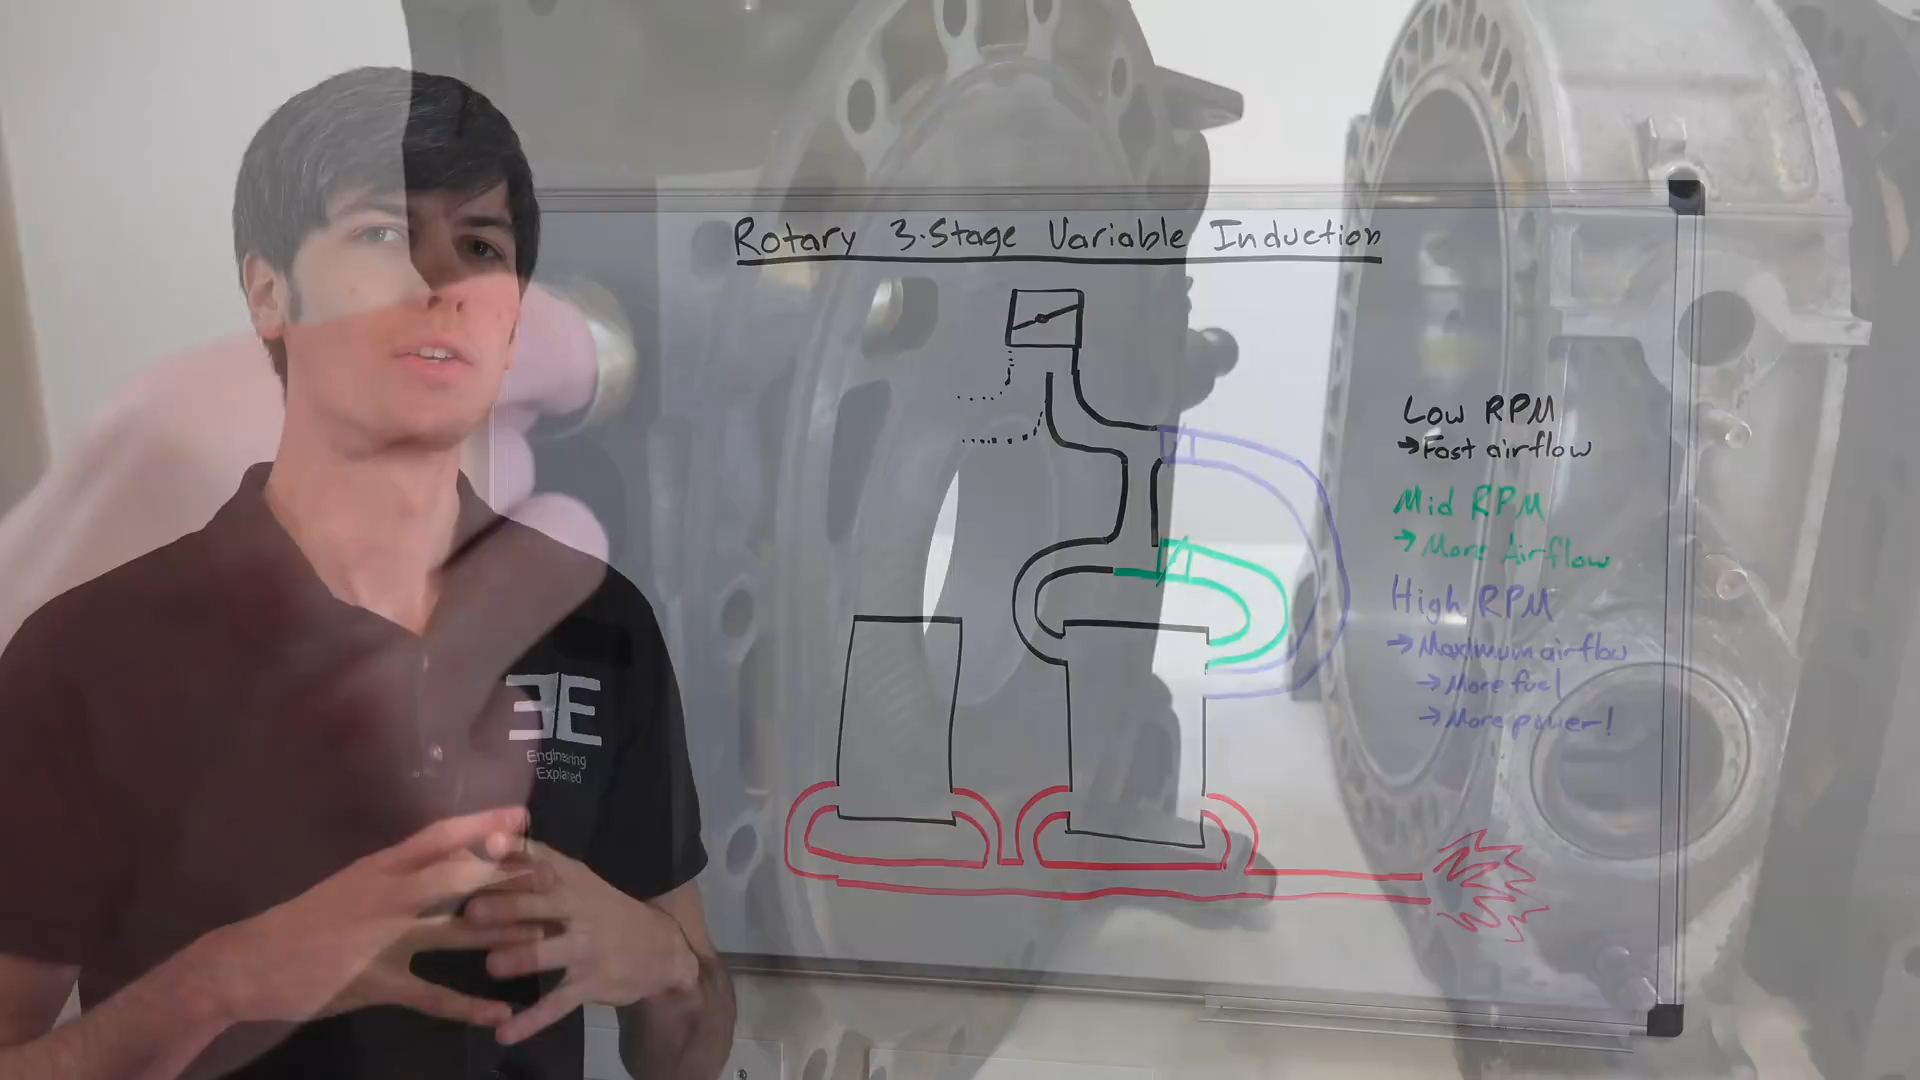 Rotary 3-Stage Variable Induction
Low RPM
→ Fast airflow
Mid RPM
→ More Airflow
High RPM
→ Maximum airflow
→ More fuel
→ More power!
EE
Engineering
Explained